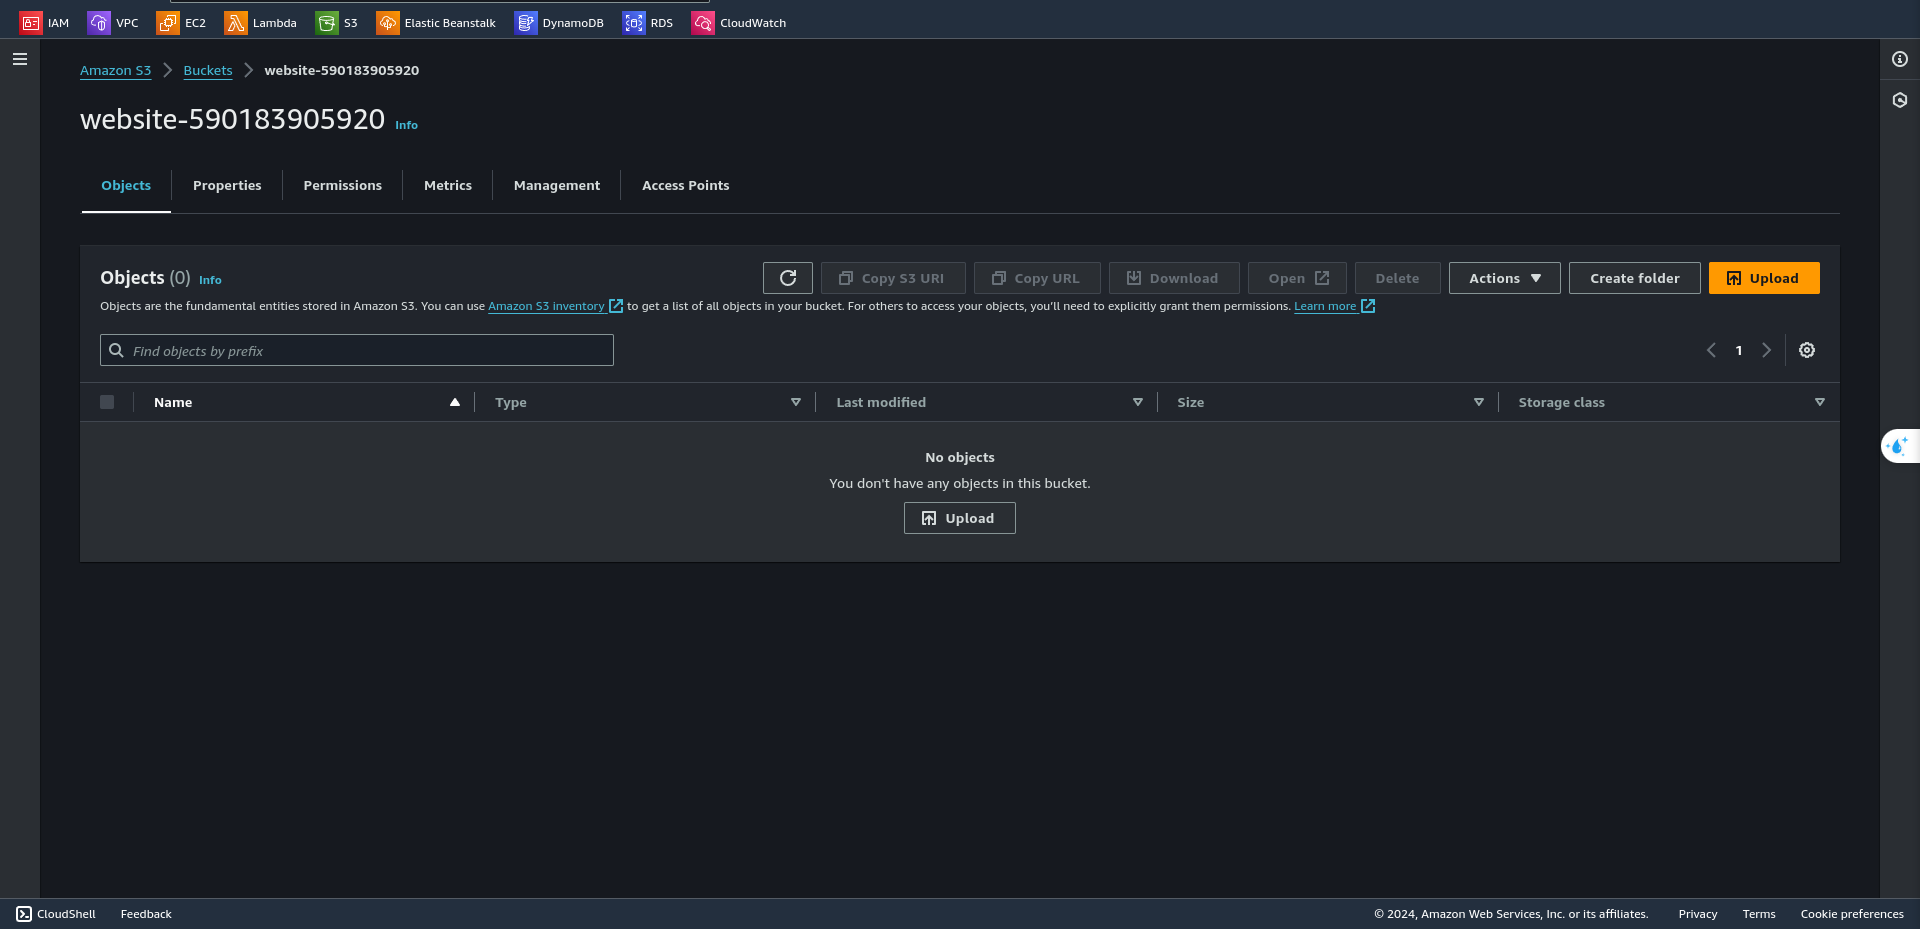 IAM VPC EC2 Lambda S3 Elastic Beanstalk DynamoDB RDS CloudWatch
Amazon S3 Buckets website-590183905920
website-590183905920 Info
Objects Properties Permissions Metrics Management Access Points
Objects (0) Info Copy S3 URI Copy URL Download Open Delete Actions Create folder Upload
Objects are the fundamental entities stored in Amazon S3. You can use Amazon S3 inventory to get a list of all objects in your bucket. For others to access your objects, you’ll need to explicitly grant them permissions. Learn more
Find objects by prefix 1
Name Type Last modified Size Storage class
No objects
You don't have any objects in this bucket.
Upload
CloudShell Feedback © 2024, Amazon Web Services, Inc. or its affiliates. Privacy Terms Cookie preferences